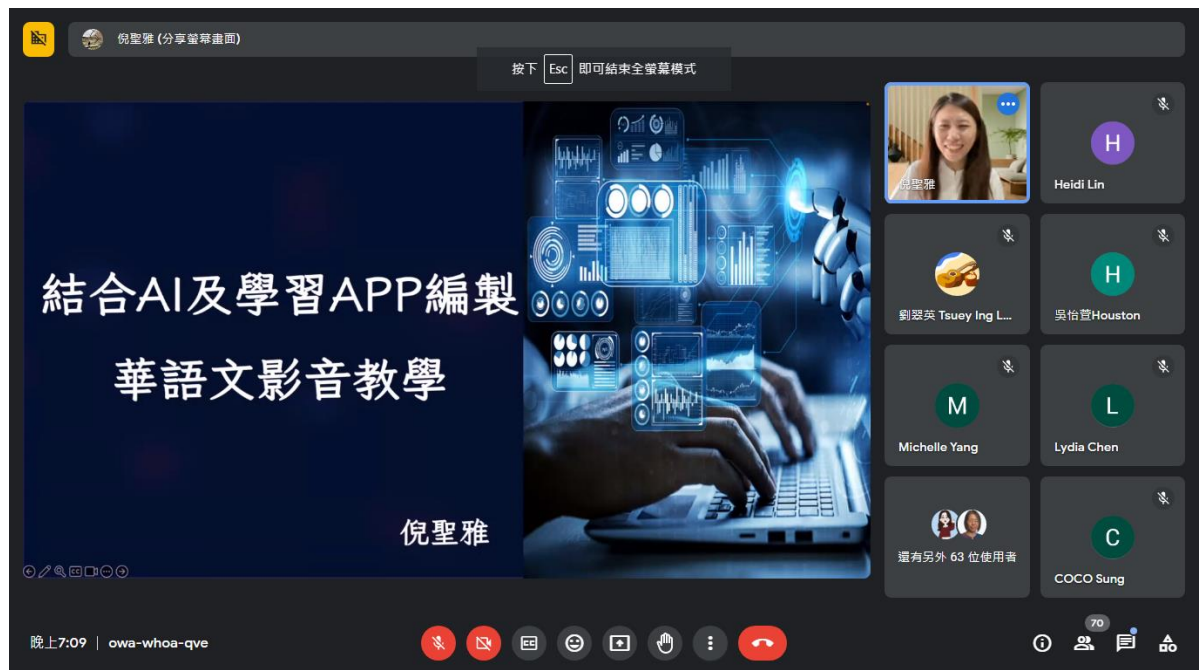 倪聖雅 (分享螢幕畫面)
按下 Esc 即可結束全螢幕模式
結合AI及學習APP編製
華語文影音教學
倪聖雅
倪聖雅
H
Heidi Lin
劉翠英 Tsuey Ing L...
H
吳怡萱Houston
M
Michelle Yang
L
Lydia Chen
還有另外 63 位使用者
C
COCO Sung
晚上7:09 | owa-whoa-qve
CC
70